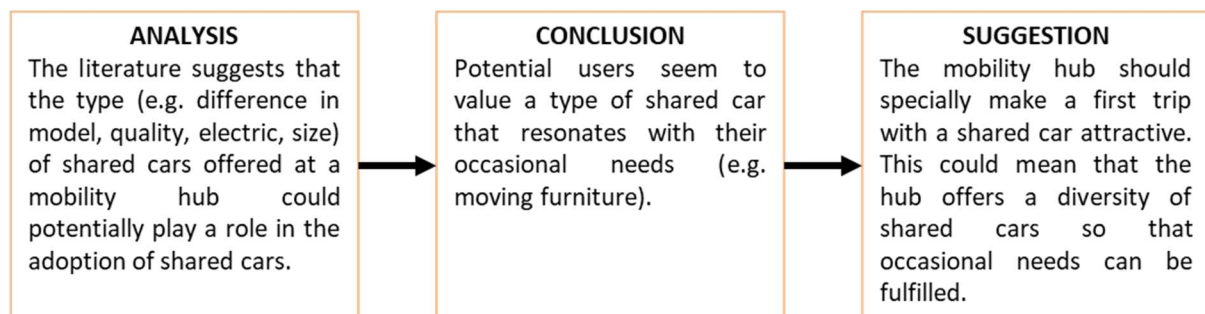 ANALYSIS
The literature suggests that
the type (e.g. difference in
model, quality, electric, size)
of shared cars offered at a
mobility hub could
potentially play a role in the
adoption of shared cars.
CONCLUSION
Potential users seem to
value a type of shared car
that resonates with their
occasional needs (e.g.
moving furniture).
SUGGESTION
The mobility hub should
specially make a first trip
with a shared car attractive.
This could mean that the
hub offers a diversity of
shared cars so that
occasional needs can be
fulfilled.